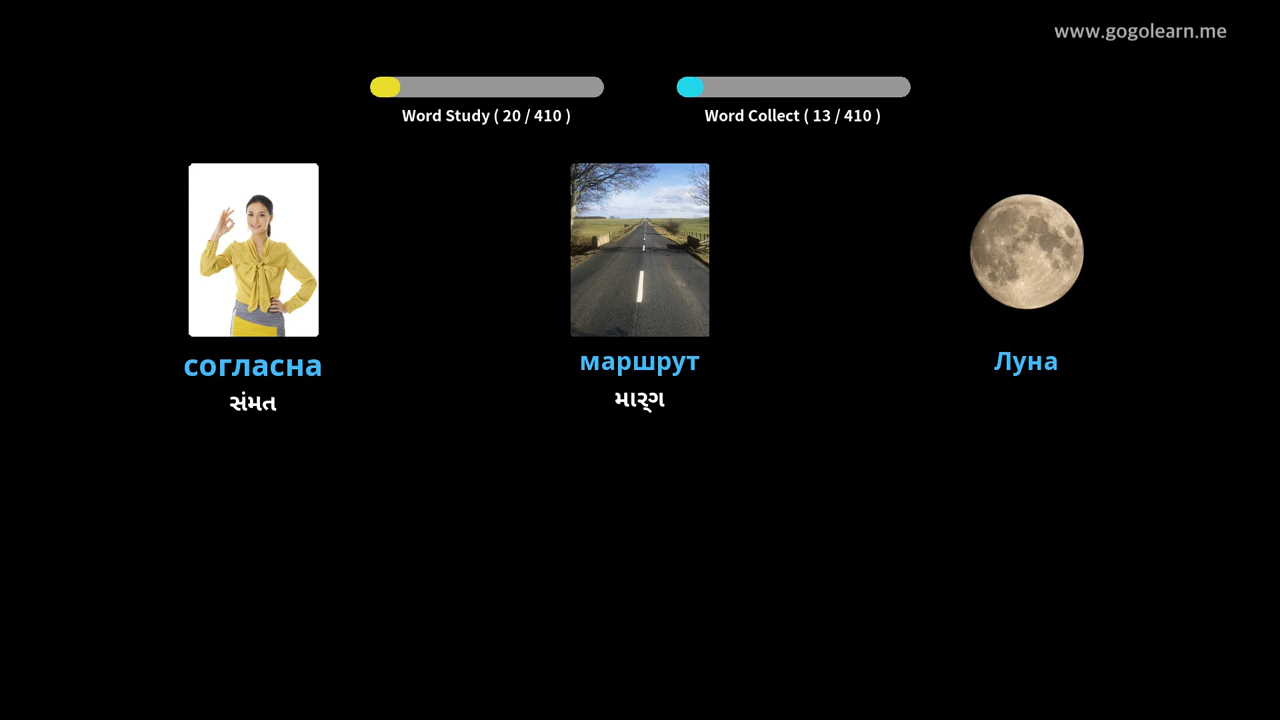 www.gogolearn.me
Word Study ( 20 / 410 )
Word Collect ( 13 / 410 )
согласна
маршрут
Луна
સંમત
માર્ગ